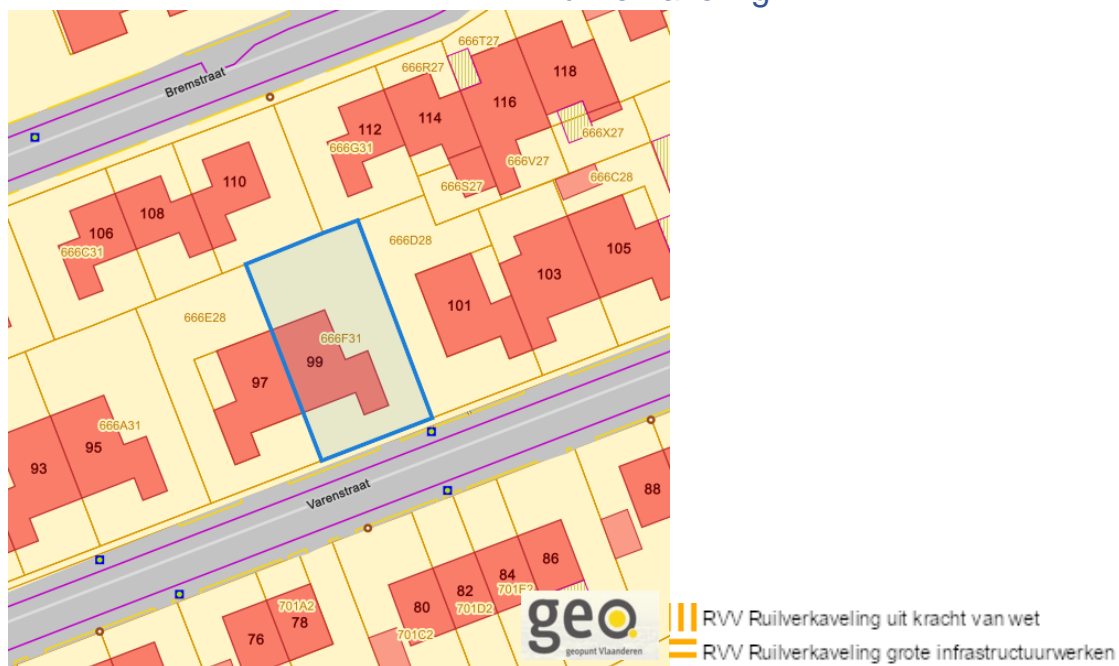 666T27
118
Bremstraat
666R27
116
114
112
666X27
666G31
666V27
110
666C28
666S27
108
106
666D28
105
666C31
103
101
666E28
666F31
99
97
666A31
95
93
Varenstraat
88
86
84
701E2
82
701A2
80
701D2
78
76
701C2
geo.
geopunt Vlaanderen
RVV Ruilverkaveling uit kracht van wet
RVV Ruilverkaveling grote infrastructuurwerken